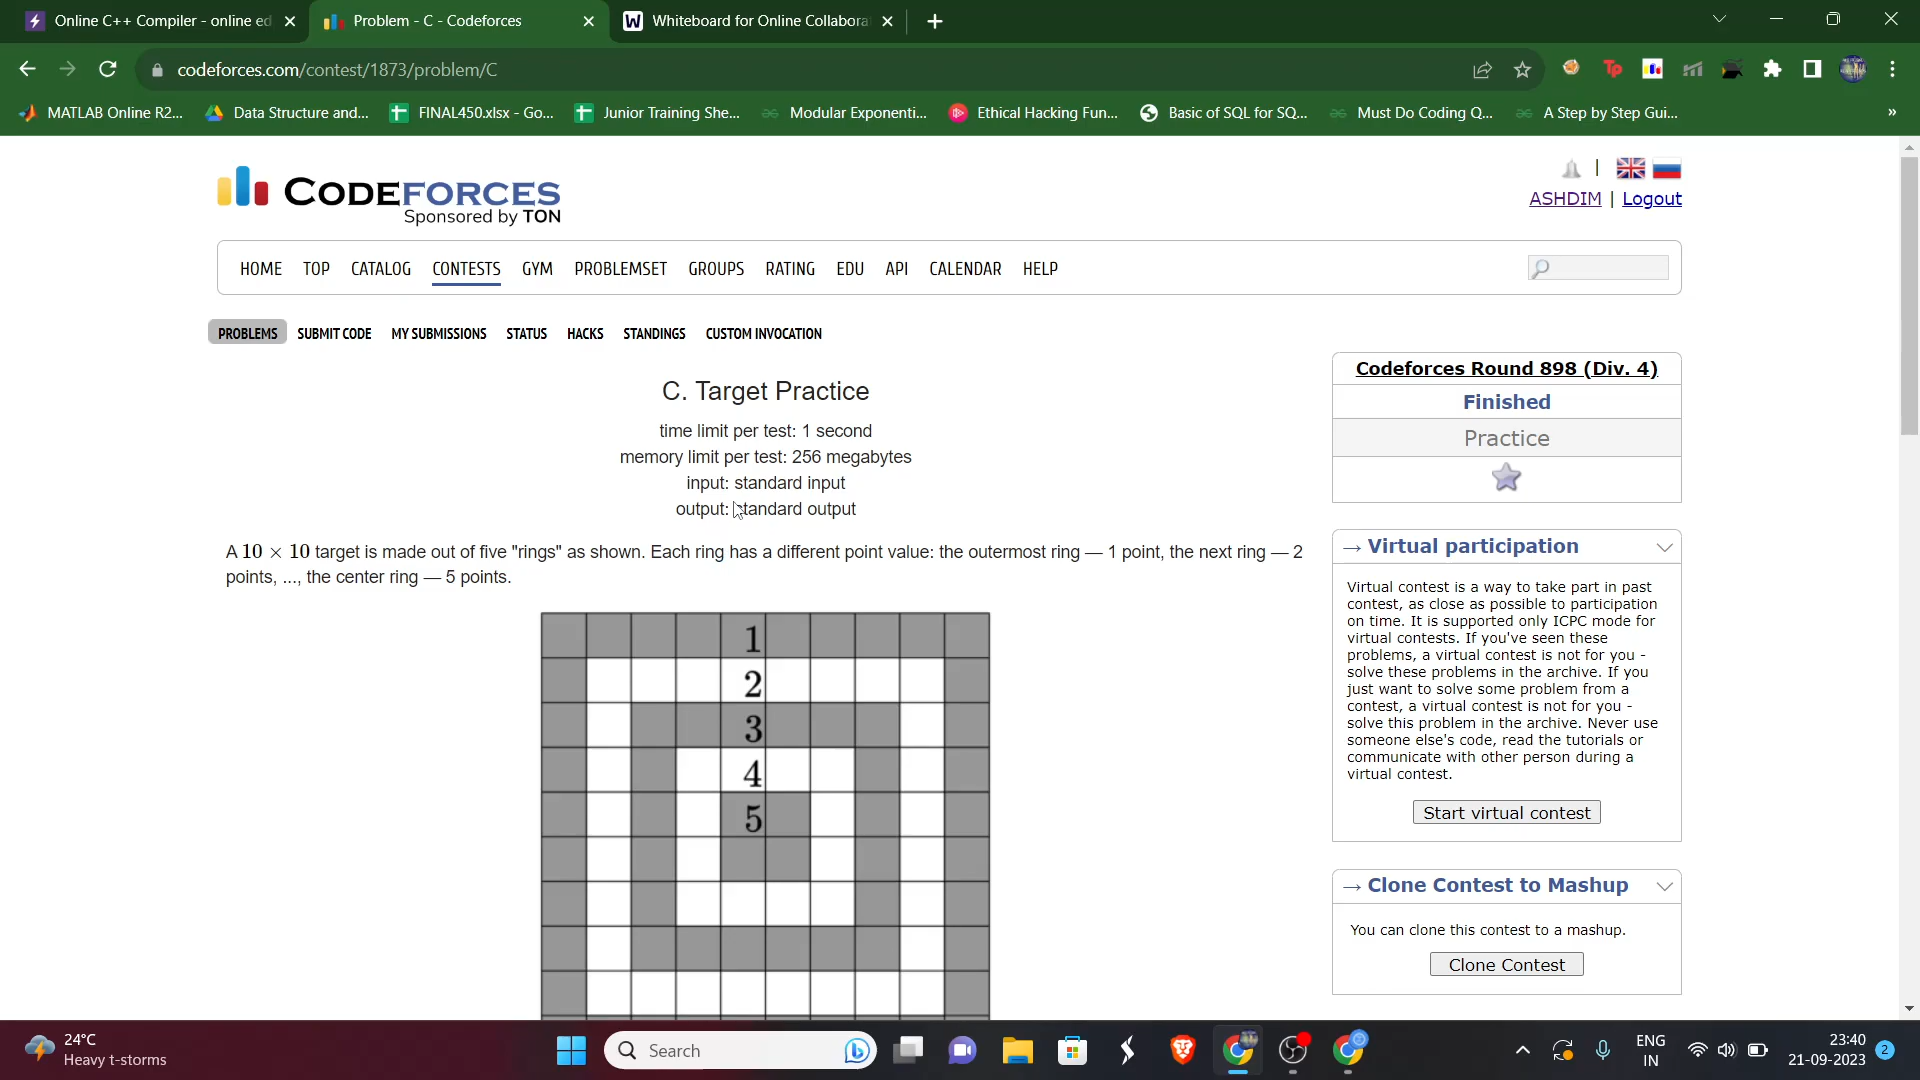 Online C++ Compiler - online ed
Problem - C - Codeforces
Whiteboard for Online Collabora
codeforces.com/contest/1873/problem/C
MATLAB Online R2...
Data Structure and...
FINAL450.xlsx - Go...
Junior Training She...
Modular Exponenti...
Ethical Hacking Fun...
Basic of SQL for SQ...
Must Do Coding Q...
A Step by Step Gui...
»
CODEFORCES
Sponsored by TON
ASHDIM | Logout
HOME TOP CATALOG CONTESTS GYM PROBLEMSET GROUPS RATING EDU API CALENDAR HELP
PROBLEMS SUBMIT CODE MY SUBMISSIONS STATUS HACKS STANDINGS CUSTOM INVOCATION
C. Target Practice
time limit per test: 1 second
memory limit per test: 256 megabytes
input: standard input
output: standard output
A 10 × 10 target is made out of five "rings" as shown. Each ring has a different point value: the outermost ring — 1 point, the next ring — 2
points, ..., the center ring — 5 points.
1
2
3
4
5
Codeforces Round 898 (Div. 4)
Finished
Practice
→ Virtual participation
Virtual contest is a way to take part in past
contest, as close as possible to participation
on time. It is supported only ICPC mode for
virtual contests. If you've seen these
problems, a virtual contest is not for you -
solve these problems in the archive. If you
just want to solve some problem from a
contest, a virtual contest is not for you -
solve this problem in the archive. Never use
someone else's code, read the tutorials or
communicate with other person during a
virtual contest.
Start virtual contest
→ Clone Contest to Mashup
You can clone this contest to a mashup.
Clone Contest
24°C
Heavy t-storms
Search
ENG
IN
23:40
21-09-2023
2